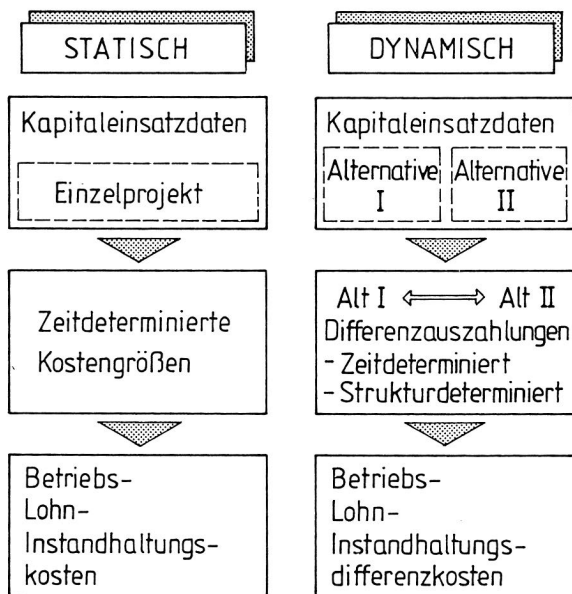 STATISCH
Kapitaleinsatzdaten
Einzelprojekt
Zeitdeterminierte
Kostengrößen
Betriebs-
Lohn-
Instandhaltungs-
kosten
DYNAMISCH
Kapitaleinsatzdaten
Alternative
I
Alternative
II
Alt I ⟺ Alt II
Differenzauszahlungen
- Zeitdeterminiert
- Strukturdeterminiert
Betriebs-
Lohn-
Instandhaltungs-
differenzkosten